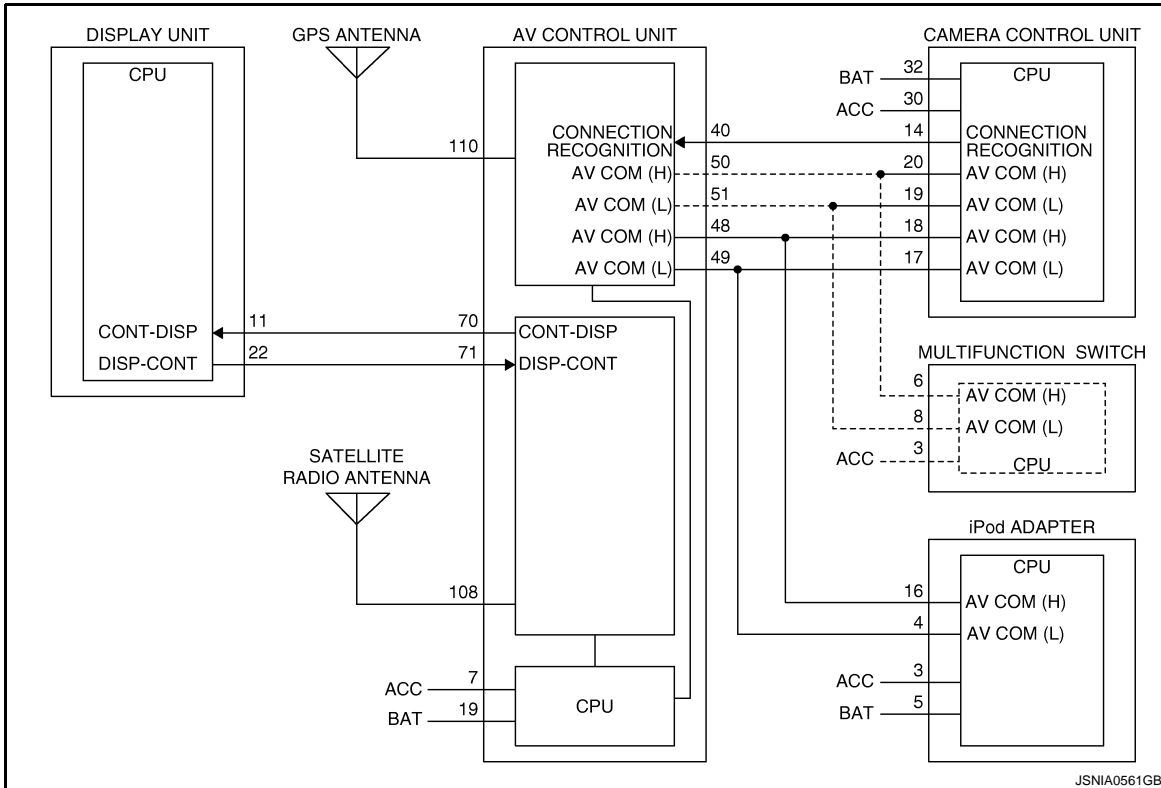 DISPLAY UNIT
CPU
CONT-DISP
DISP-CONT
11
22
GPS ANTENNA
110
SATELLITE
RADIO ANTENNA
108
70
71
AV CONTROL UNIT
CONNECTION
RECOGNITION
AV COM (H)
AV COM (L)
AV COM (H)
AV COM (L)
40
50
51
48
49
CONT-DISP
DISP-CONT
ACC
7
BAT
19
CPU
CAMERA CONTROL UNIT
BAT
32
ACC
30
14
20
19
18
17
CPU
CONNECTION
RECOGNITION
AV COM (H)
AV COM (L)
AV COM (H)
AV COM (L)
MULTIFUNCTION SWITCH
6
AV COM (H)
8
AV COM (L)
ACC
3
CPU
iPod ADAPTER
CPU
16
AV COM (H)
4
AV COM (L)
ACC
3
BAT
5
JSNIA0561GB